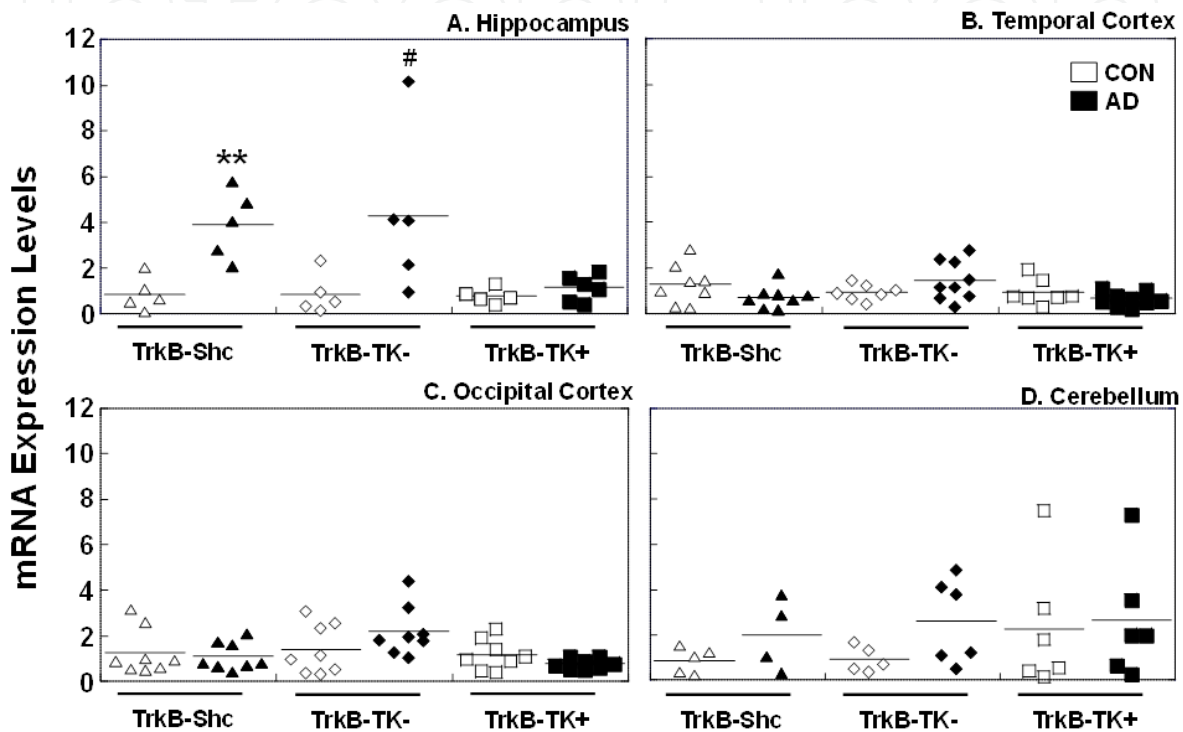 A. Hippocampus
B. Temporal Cortex
12
10
8
6
4
2
0
**
#
CON
AD
TrkB-Shc
TrkB-TK-
TrkB-TK+
TrkB-Shc
TrkB-TK-
TrkB-TK+
mRNA Expression Levels
C. Occipital Cortex
D. Cerebellum
12
10
8
6
4
2
0
TrkB-Shc
TrkB-TK-
TrkB-TK+
TrkB-Shc
TrkB-TK-
TrkB-TK+